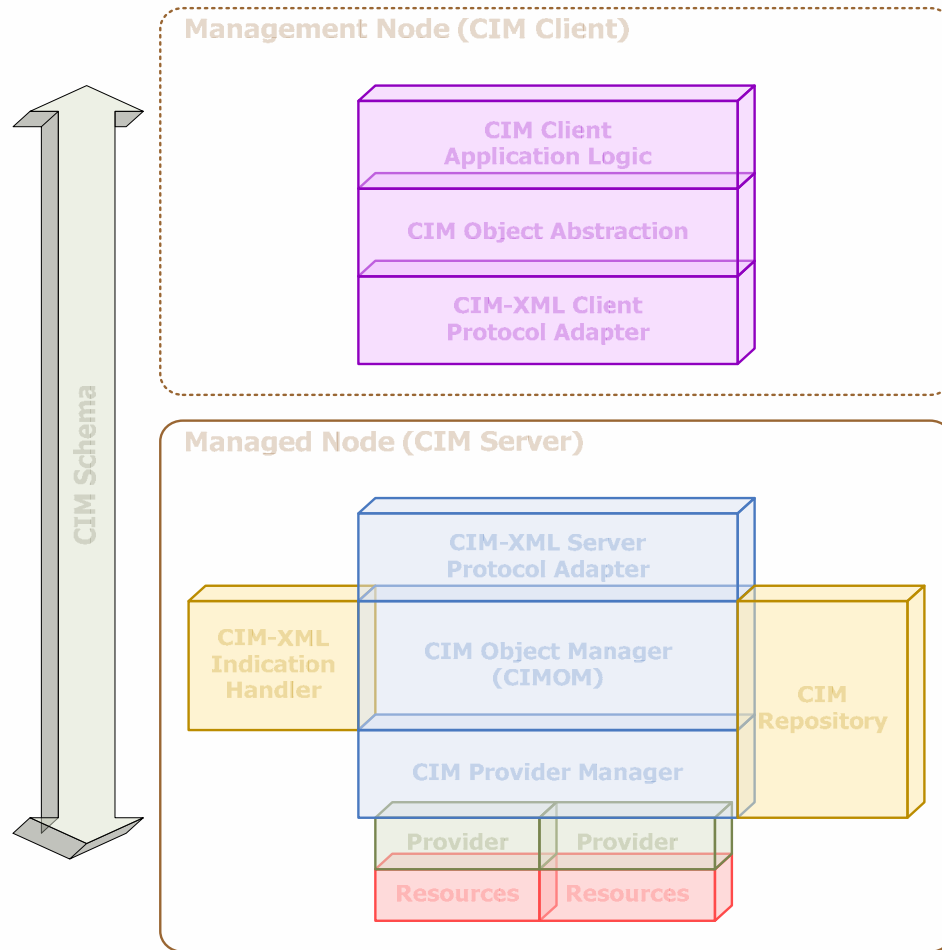 Management Node (CIM Client)
CIM Client
Application Logic
CIM Object Abstraction
CIM-XML Client
Protocol Adapter
CIM Schema
Managed Node (CIM Server)
CIM-XML Server
Protocol Adapter
CIM-XML
Indication
Handler
CIM Object Manager
(CIMOM)
CIM
Repository
CIM Provider Manager
Provider
Provider
Resources
Resources